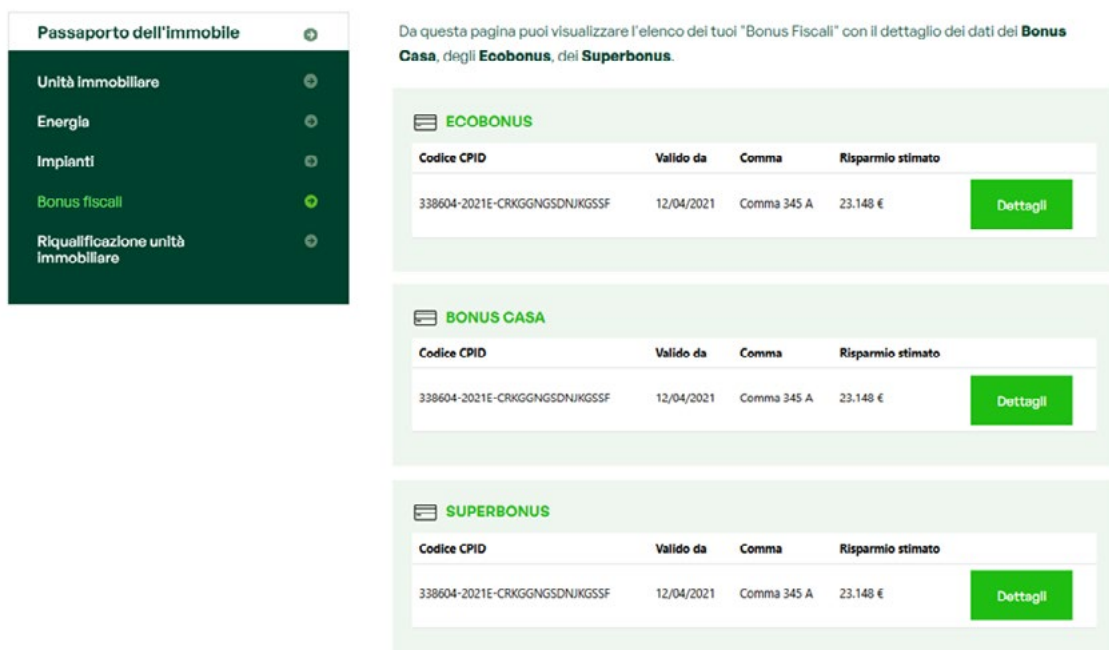 Passaporto dell'immobile
Unità immobiliare
Energia
Impianti
Bonus fiscali
Riqualificazione unità
immobiliare
Da questa pagina puoi visualizzare l'elenco dei tuoi "Bonus Fiscali" con il dettaglio dei dati dei Bonus
Casa, degli Ecobonus, dei Superbonus.
ECOBONUS
Codice CPID Valido da Comma Risparmio stimato
338604-2021E-CRKGGNGSDNJKGSSF 12/04/2021 Comma 345 A 23.148 € Dettagli
BONUS CASA
Codice CPID Valido da Comma Risparmio stimato
338604-2021E-CRKGGNGSDNJKGSSF 12/04/2021 Comma 345 A 23.148 € Dettagli
SUPERBONUS
Codice CPID Valido da Comma Risparmio stimato
338604-2021E-CRKGGNGSDNJKGSSF 12/04/2021 Comma 345 A 23.148 € Dettagli